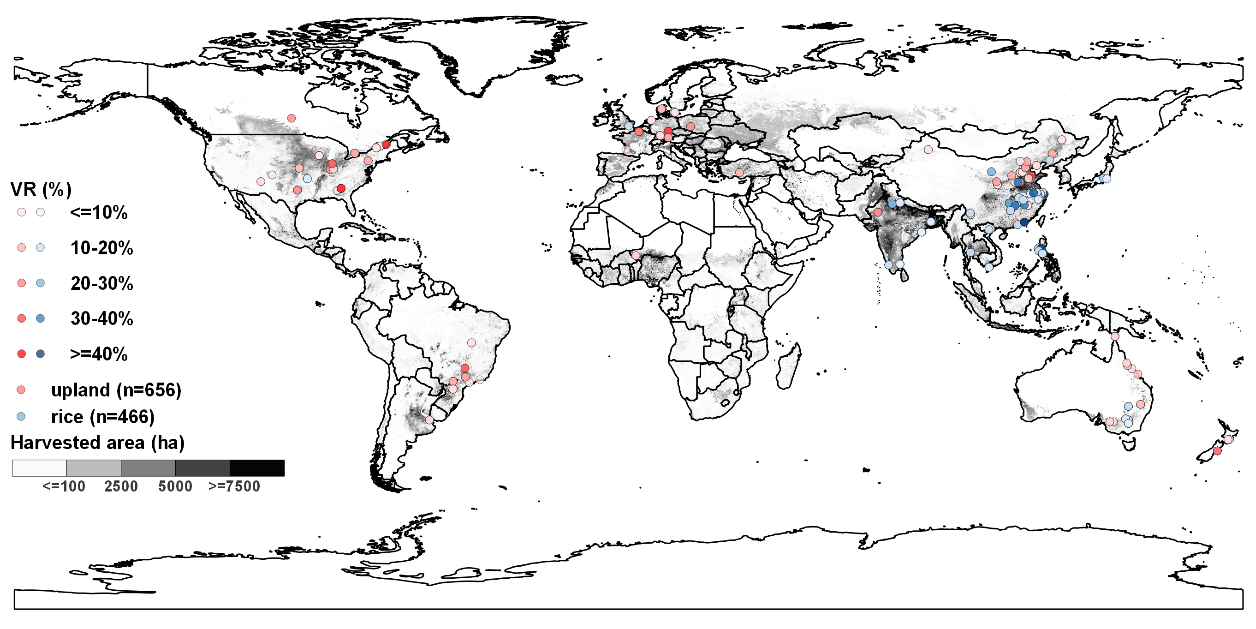 VR (%)
<=10%
10-20%
20-30%
30-40%
>=40%
upland (n=656)
rice (n=466)
Harvested area (ha)
<=100 2500 5000 >=7500